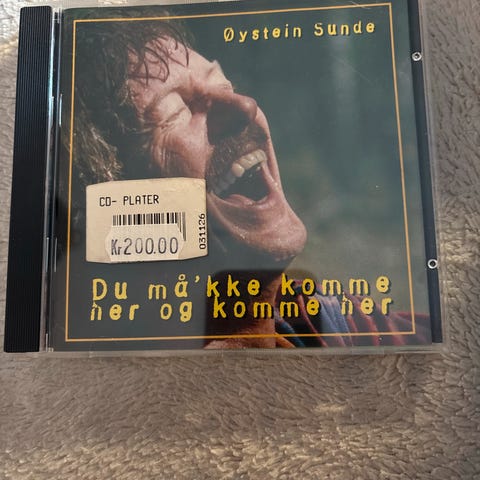 Øystein Sunde
CD- PLATER
031126
Kr200.00
Du må'kke komme
her og komme her